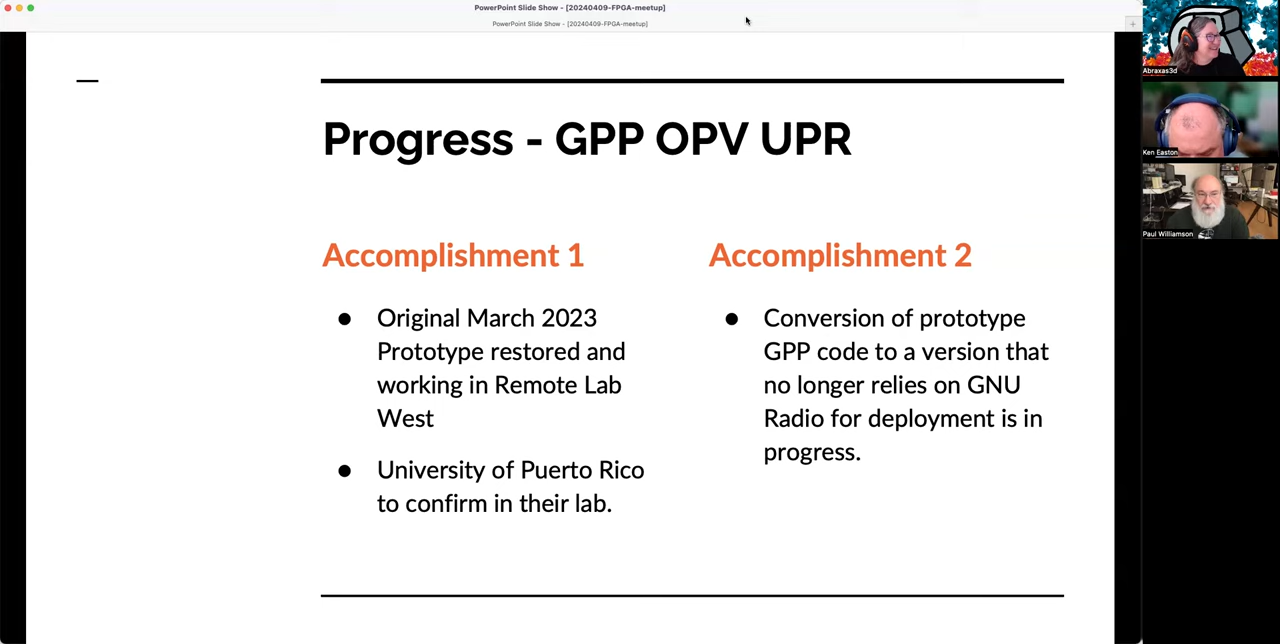 PowerPoint Slide Show - [20240409-FPGA-meetup]
PowerPoint Slide Show - [20240409-FPGA-meetup]
Progress - GPP OPV UPR
Accomplishment 1
● Original March 2023
Prototype restored and
working in Remote Lab
West
● University of Puerto Rico
to confirm in their lab.
Accomplishment 2
● Conversion of prototype
GPP code to a version that
no longer relies on GNU
Radio for deployment is in
progress.
Abraxas3d
Ken Easton
Paul Williamson